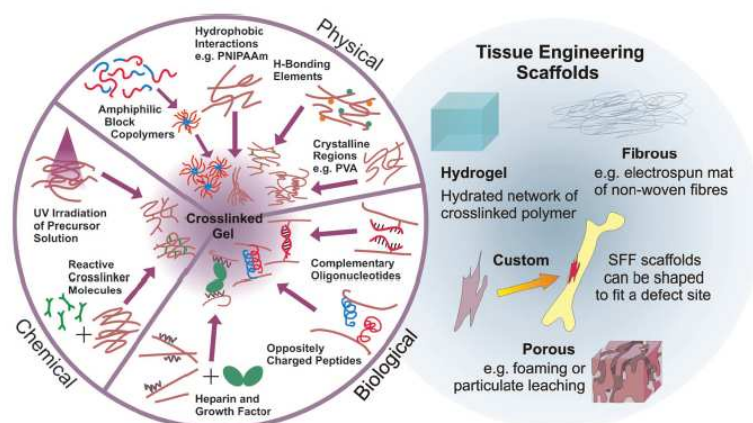 Physical
Hydrophobic
Interactions
e.g. PNIPAAm
H-Bonding
Elements
Amphiphilic
Block
Copolymers
Crystalline
Regions
e.g. PVA
UV Irradiation
of Precursor
Solution
Crosslinked
Gel
Reactive
Crosslinker
Molecules
+
Complementary
Oligonucleotides
Oppositely
Charged Peptides
+
Heparin and
Growth Factor
Chemical
Biological
Tissue Engineering
Scaffolds
Hydrogel
Hydrated network of
crosslinked polymer
Fibrous
e.g. electrospun mat
of non-woven fibres
Custom
SFF scaffolds
can be shaped
to fit a defect site
Porous
e.g. foaming or
particulate leaching